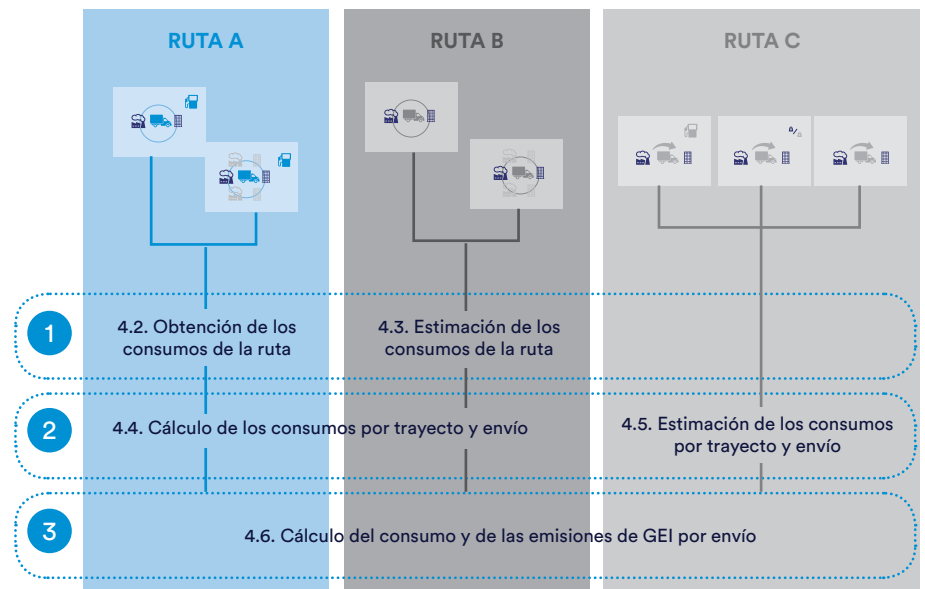 RUTA A
RUTA B
RUTA C
1
4.2. Obtención de los
consumos de la ruta
4.3. Estimación de los
consumos de la ruta
2
4.4. Cálculo de los consumos por trayecto y envío
4.5. Estimación de los consumos
por trayecto y envío
3
4.6. Cálculo del consumo y de las emisiones de GEI por envío